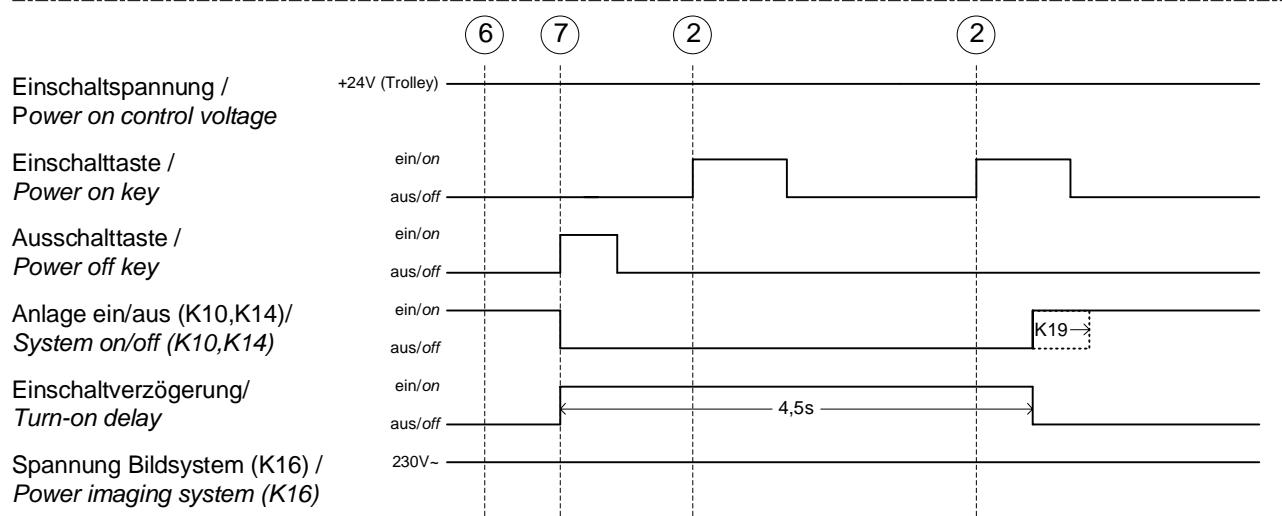 6 7 2 2
Einschaltspannung /
Power on control voltage
+24V (Trolley)
Einschalttaste /
Power on key
ein/on
aus/off
Ausschalttaste /
Power off key
ein/on
aus/off
Anlage ein/aus (K10,K14)/
System on/off (K10,K14)
ein/on
aus/off
K19
Einschaltverzögerung/
Turn-on delay
ein/on
aus/off
4,5s
Spannung Bildsystem (K16) /
Power imaging system (K16)
230V~